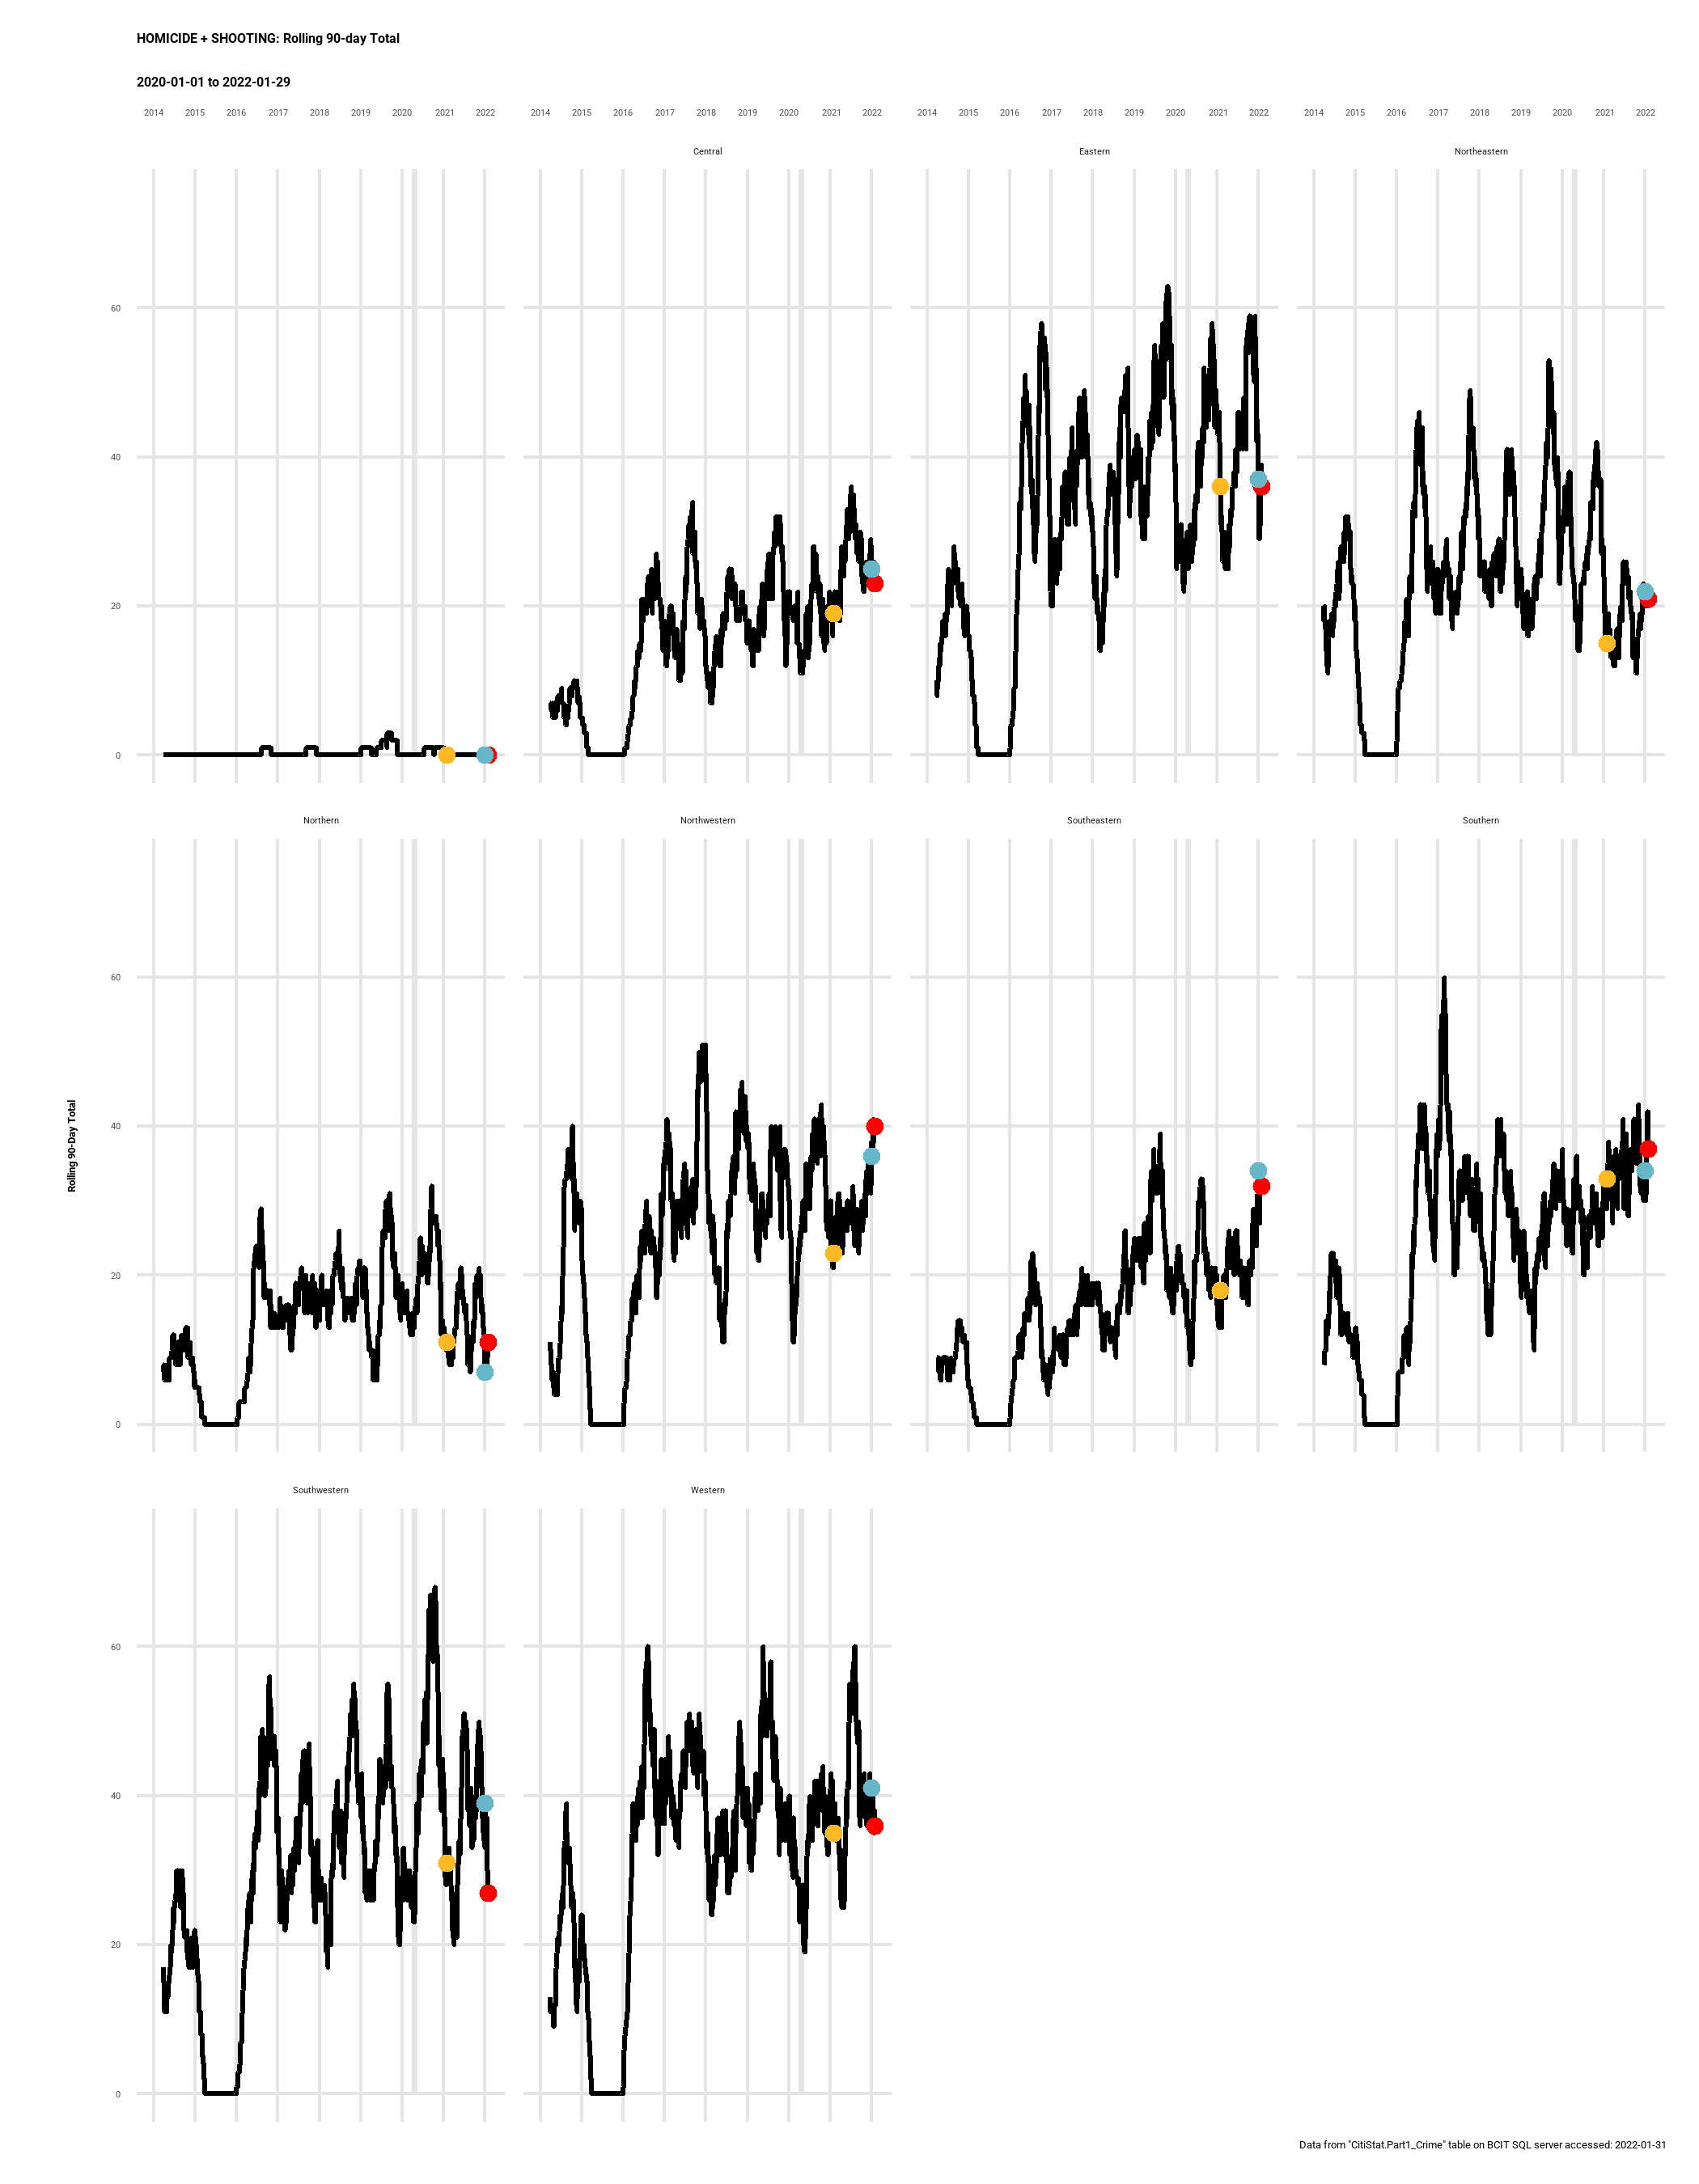 HOMICIDE + SHOOTING: Rolling 90-day Total
2020-01-01 to 2022-01-29
2014 2015 2016 2017 2018 2019 2020 2021 2022 2014 2015 2016 2017 2018 2019 2020 2021 2022 2014 2015 2016 2017 2018 2019 2020 2021 2022 2014 2015 2016 2017 2018 2019 2020 2021 2022
Central Eastern Northeastern
60
40
20
0
Northern Northwestern Southeastern Southern
60
40
20
0
Rolling 90-Day Total
Southwestern Western
60
40
20
0
Data from "CitiStat.Part1_Crime" table on BCIT SQL server accessed: 2022-01-31